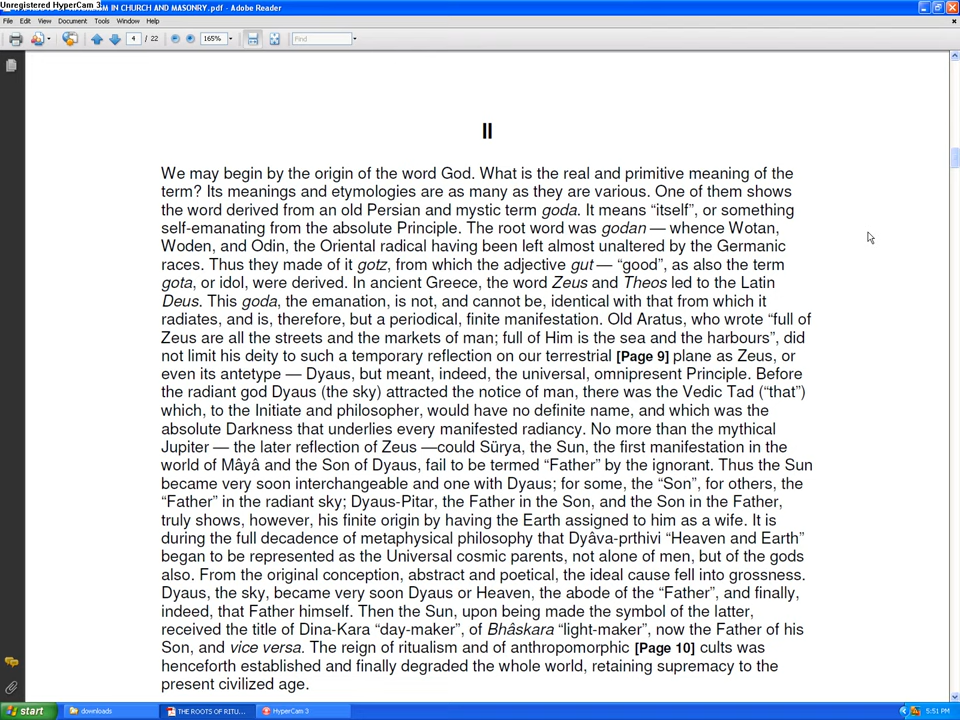 Unregistered HyperCam 3
M IN CHURCH AND MASONRY.pdf - Adobe Reader
File Edit View Document Tools Window Help
4 / 22 165% Find
II
We may begin by the origin of the word God. What is the real and primitive meaning of the
term? Its meanings and etymologies are as many as they are various. One of them shows
the word derived from an old Persian and mystic term goda. It means “itself”, or something
self-emanating from the absolute Principle. The root word was godan — whence Wotan,
Woden, and Odin, the Oriental radical having been left almost unaltered by the Germanic
races. Thus they made of it gotz, from which the adjective gut — “good”, as also the term
gota, or idol, were derived. In ancient Greece, the word Zeus and Theos led to the Latin
Deus. This goda, the emanation, is not, and cannot be, identical with that from which it
radiates, and is, therefore, but a periodical, finite manifestation. Old Aratus, who wrote “full of
Zeus are all the streets and the markets of man; full of Him is the sea and the harbours”, did
not limit his deity to such a temporary reflection on our terrestrial [Page 9] plane as Zeus, or
even its antetype — Dyaus, but meant, indeed, the universal, omnipresent Principle. Before
the radiant god Dyaus (the sky) attracted the notice of man, there was the Vedic Tad (“that”)
which, to the Initiate and philosopher, would have no definite name, and which was the
absolute Darkness that underlies every manifested radiancy. No more than the mythical
Jupiter — the later reflection of Zeus —could Sürya, the Sun, the first manifestation in the
world of Mâyâ and the Son of Dyaus, fail to be termed “Father” by the ignorant. Thus the Sun
became very soon interchangeable and one with Dyaus; for some, the “Son”, for others, the
“Father” in the radiant sky; Dyaus-Pitar, the Father in the Son, and the Son in the Father,
truly shows, however, his finite origin by having the Earth assigned to him as a wife. It is
during the full decadence of metaphysical philosophy that Dyâva-prthivi “Heaven and Earth”
began to be represented as the Universal cosmic parents, not alone of men, but of the gods
also. From the original conception, abstract and poetical, the ideal cause fell into grossness.
Dyaus, the sky, became very soon Dyaus or Heaven, the abode of the “Father”, and finally,
indeed, that Father himself. Then the Sun, upon being made the symbol of the latter,
received the title of Dina-Kara “day-maker”, of Bhâskara “light-maker”, now the Father of his
Son, and vice versa. The reign of ritualism and of anthropomorphic [Page 10] cults was
henceforth established and finally degraded the whole world, retaining supremacy to the
present civilized age.
start downloads THE ROOTS OF RITU... HyperCam 3 5:51 PM